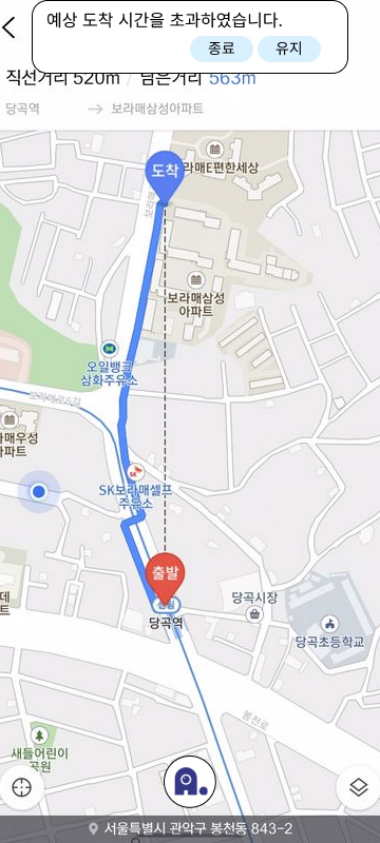 예상 도착 시간을 초과하였습니다.
종료 유지
직선거리 520m / 남은거리 563m
당곡역 → 보라매삼성아파트
도착
라매E편한세상
보라매
보라매삼성
아파트
오일뱅크
삼화주유소
매우성
파트
SK보라매셀프
주유소
출발
당곡역
당곡시장
당곡초등학교
데
트
봉천로
새들어린이
공원
서울특별시 관악구 봉천동 843-2